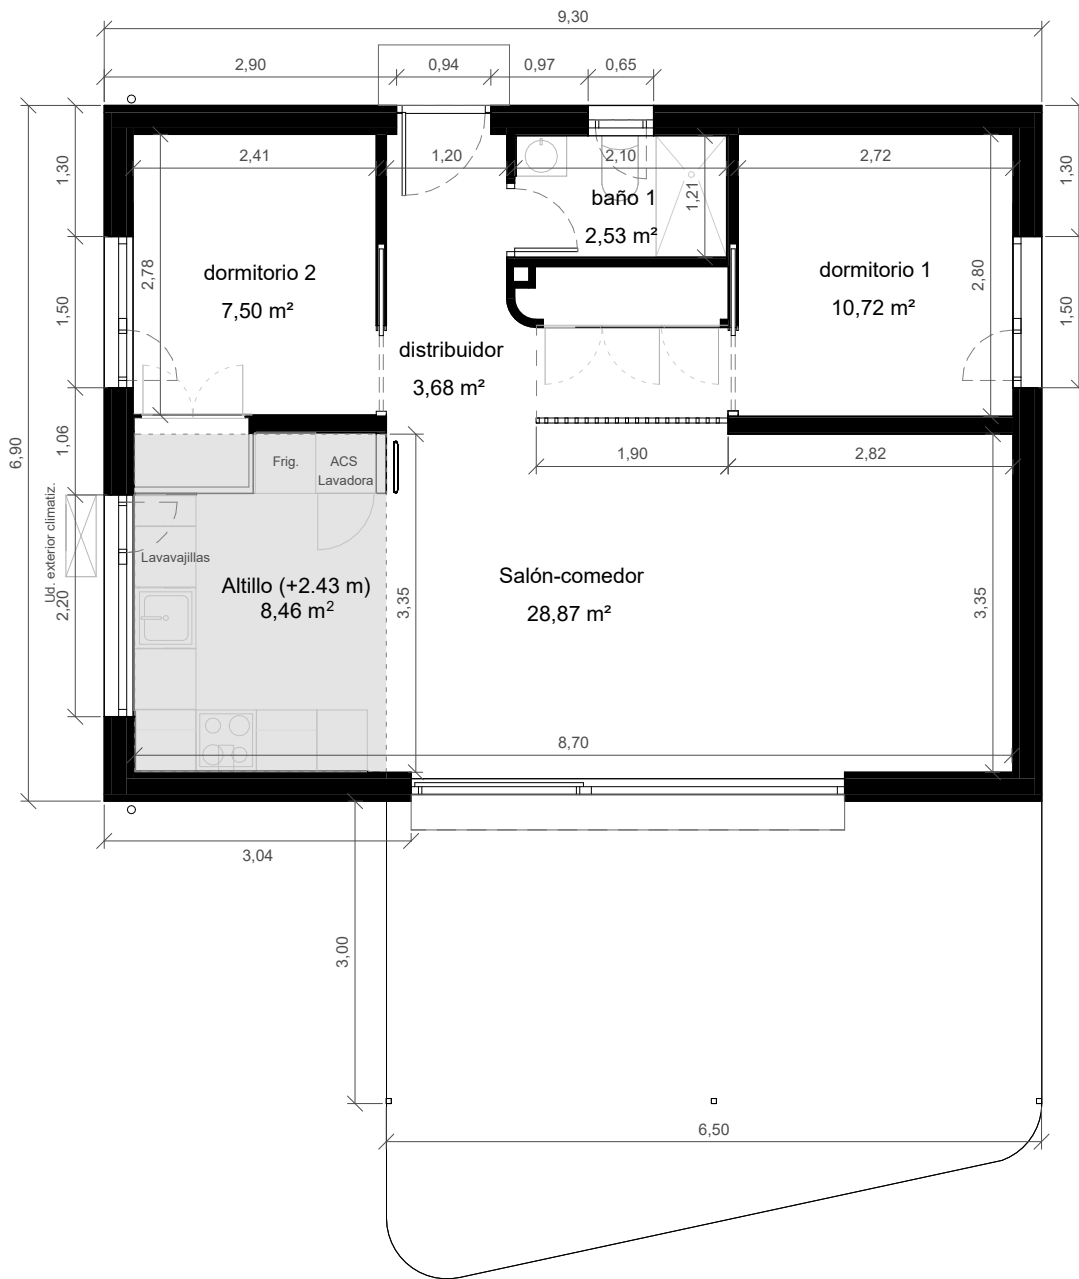 9,30
2,90
0,94
0,97
0,65
2,41
1,20
2,10
2,72
1,30
1,30
baño 1
2,53 m²
1,21
2,78
dormitorio 2
7,50 m²
dormitorio 1
10,72 m²
2,80
1,50
1,50
distribuidor
3,68 m²
6,90
1,06
Frig.
ACS
Lavadora
1,90
2,82
Ud. exterior climatiz.
Lavavajillas
2,20
Altillo (+2.43 m)
8,46 m²
3,35
Salón-comedor
28,87 m²
3,35
8,70
3,04
3,00
6,50